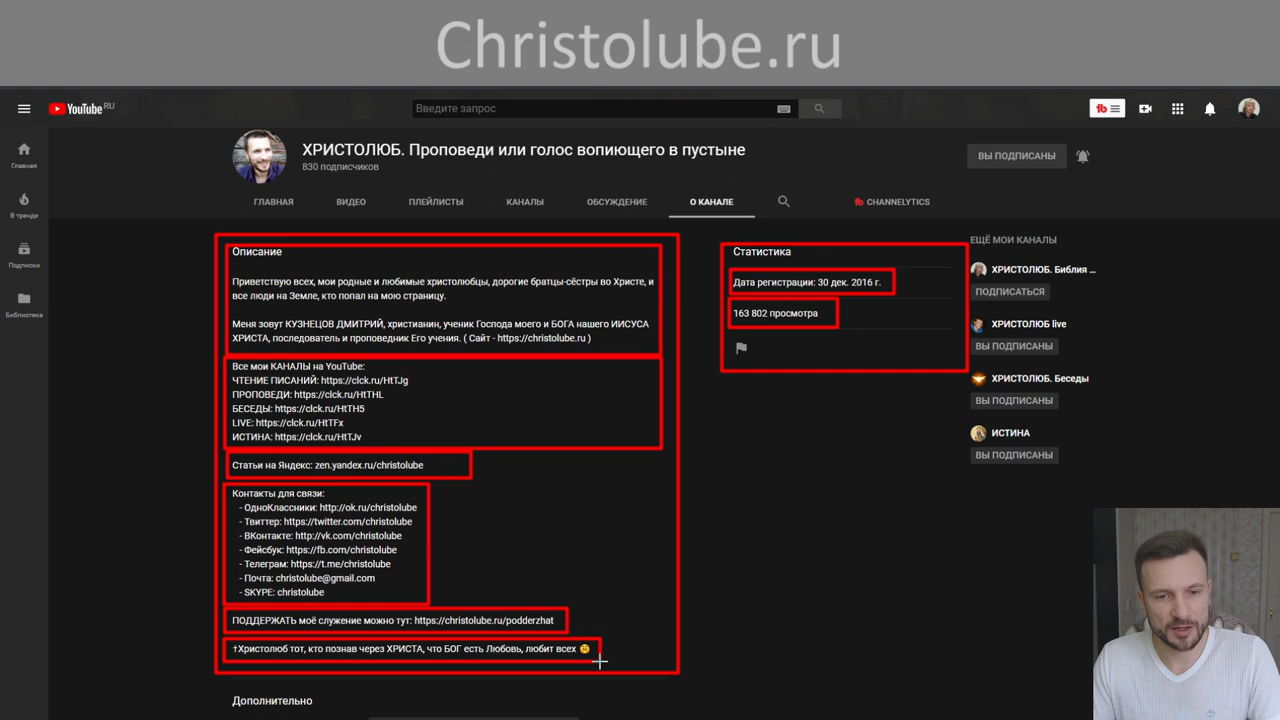 Christolube.ru
YouTube RU
Введите запрос
Главная
В тренде
Подписки
Библиотека
ХРИСТОЛЮБ. Проповеди или голос вопиющего в пустыне
830 подписчиков
ВЫ ПОДПИСАНЫ
ГЛАВНАЯ ВИДЕО ПЛЕЙЛИСТЫ КАНАЛЫ ОБСУЖДЕНИЕ О КАНАЛЕ CHANNELYTICS
Описание
Приветствую всех, мои родные и любимые христолюбцы, дорогие братцы-сёстры во Христе, и
все люди на Земле, кто попал на мою страницу.
Меня зовут КУЗНЕЦОВ ДМИТРИЙ, христианин, ученик Господа моего и БОГА нашего ИИСУСА
ХРИСТА, последователь и проповедник Его учения. ( Сайт - https://christolube.ru )
Все мои КАНАЛЫ на YouTube:
ЧТЕНИЕ ПИСАНИЙ: https://clck.ru/HtTJg
ПРОПОВЕДИ: https://clck.ru/HtTHL
БЕСЕДЫ: https://clck.ru/HtTH5
LIVE: https://clck.ru/HtTFx
ИСТИНА: https://clck.ru/HtTJv
Статьи на Яндекс: zen.yandex.ru/christolube
Контакты для связи:
- ОдноКлассники: http://ok.ru/christolube
- Твиттер: https://twitter.com/christolube
- ВКонтакте: http://vk.com/christolube
- Фейсбук: https://fb.com/christolube
- Телеграм: https://t.me/christolube
- Почта: christolube@gmail.com
- SKYPE: christolube
ПОДДЕРЖАТЬ моё служение можно тут: https://christolube.ru/podderzhat
†Христолюб тот, кто познав через ХРИСТА, что БОГ есть Любовь, любит всех
Дополнительно
Статистика
Дата регистрации: 30 дек. 2016 г.
163 802 просмотра
ЕЩЁ МОИ КАНАЛЫ
ХРИСТОЛЮБ. Библия ...
ПОДПИСАТЬСЯ
ХРИСТОЛЮБ live
ВЫ ПОДПИСАНЫ
ХРИСТОЛЮБ. Беседы
ВЫ ПОДПИСАНЫ
ИСТИНА
ВЫ ПОДПИСАНЫ